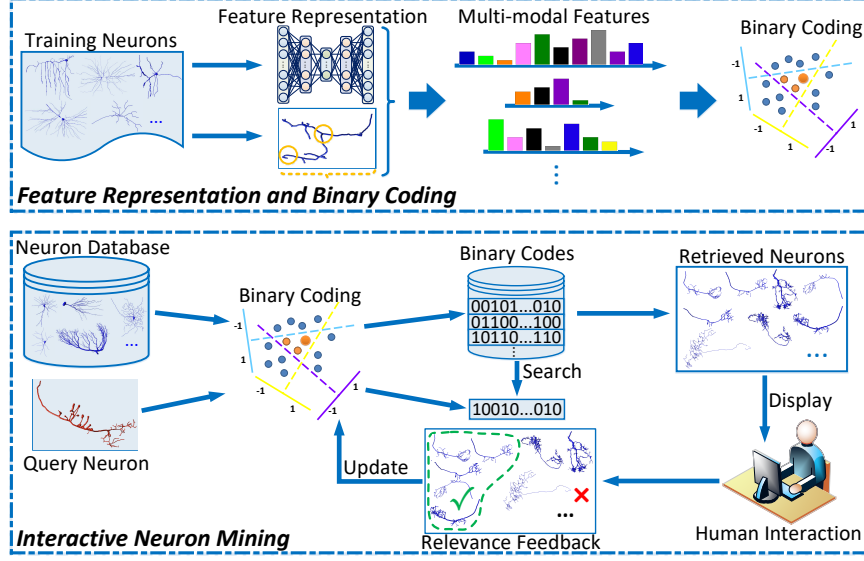 Feature Representation
Multi-modal Features
Binary Coding
Training Neurons
...
-1
1
-1
1
1
-1
Feature Representation and Binary Coding
Neuron Database
Binary Codes
Retrieved Neurons
Binary Coding
00101...010
01100...100
10110...110
...
-1
1
-1
1
1
-1
Search
10010...010
Display
Query Neuron
Update
...
Relevance Feedback
Human Interaction
Interactive Neuron Mining